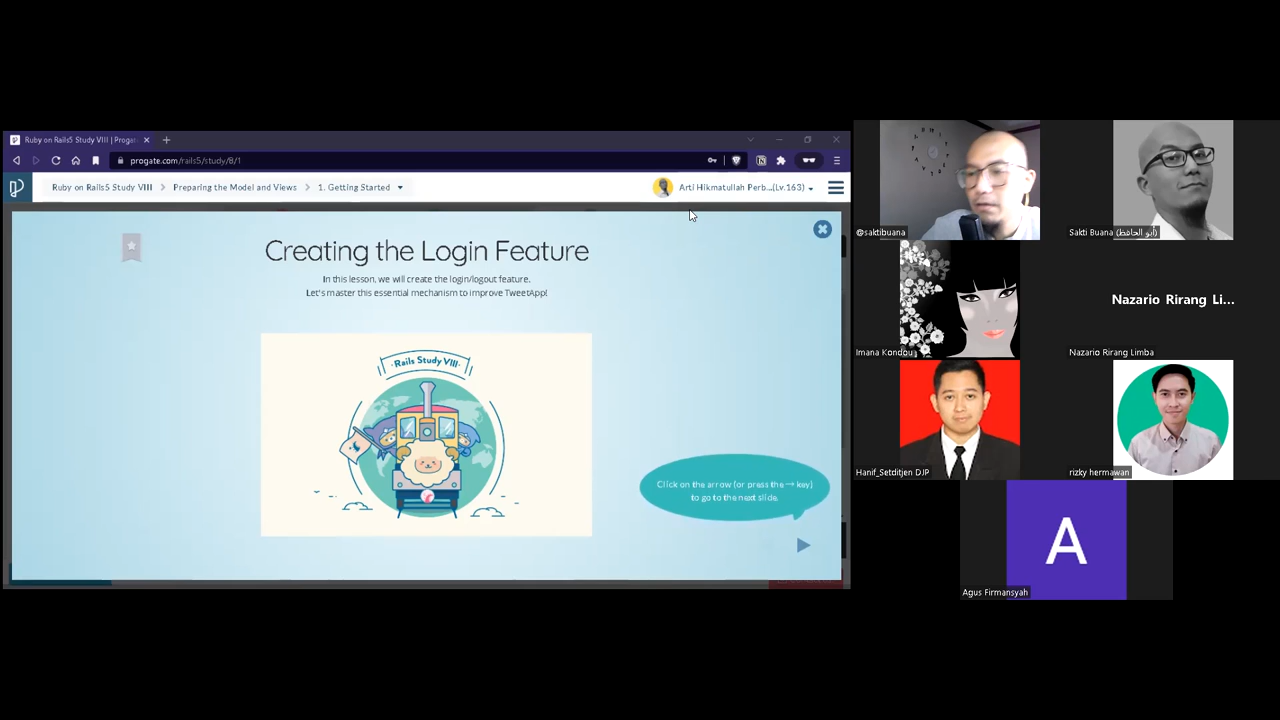 Ruby on Rails5 Study VIII | Progat
progate.com/rails5/study/8/1
Ruby on Rails5 Study VIII
Preparing the Model and Views
1. Getting Started
Arti Hikmatullah Perb...(Lv.163)
Creating the Login Feature
In this lesson, we will create the login/logout feature.
Let's master this essential mechanism to improve TweetApp!
Rails Study VIII
Click on the arrow (or press the → key)
to go to the next slide.
@saktibuana
Sakti Buana (أبو الحافظ)
Imana Kondou
Nazario Rirang Li...
Nazario Rirang Limba
Hanif_Setditjen DJP
rizky hermawan
A
Agus Firmansyah